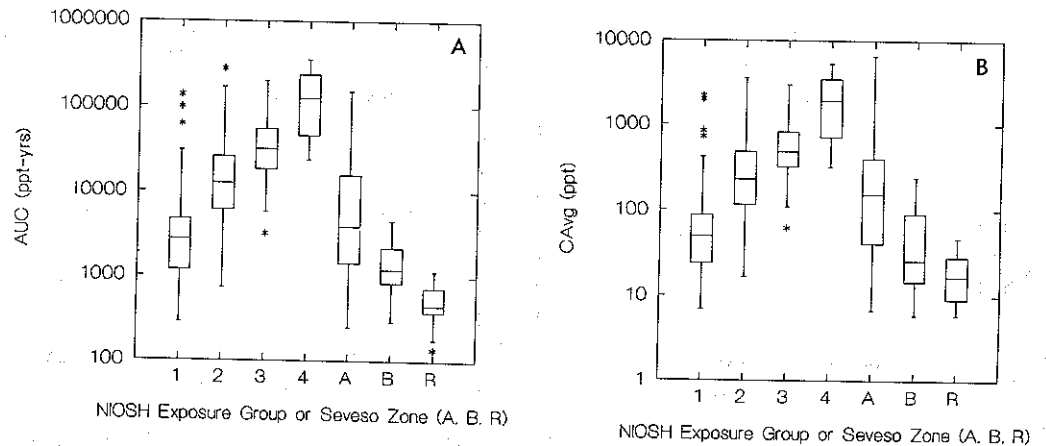 A
1000000
100000
10000
1000
100
AUC (ppt-yrs)
1 2 3 4 A B R
NIOSH Exposure Group or Seveso Zone (A. B. R)
B
10000
1000
100
10
1
CAvg (ppt)
1 2 3 4 A B R
NIOSH Exposure Group or Seveso Zone (A, B, R)